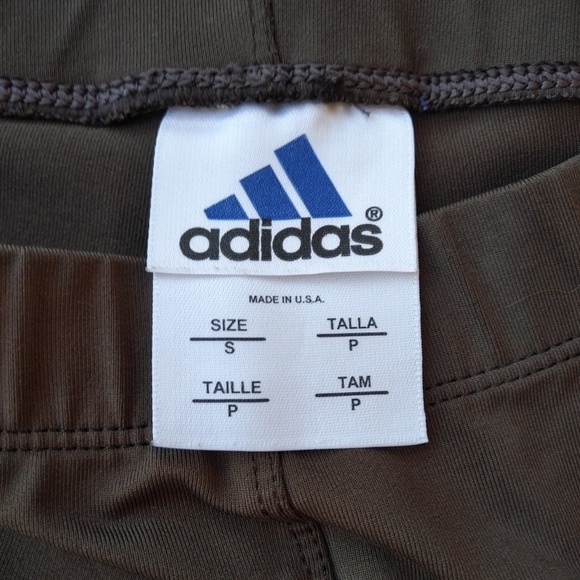 adidas®
MADE IN U.S.A.
SIZE TALLA
S P
TAILLE TAM
P P